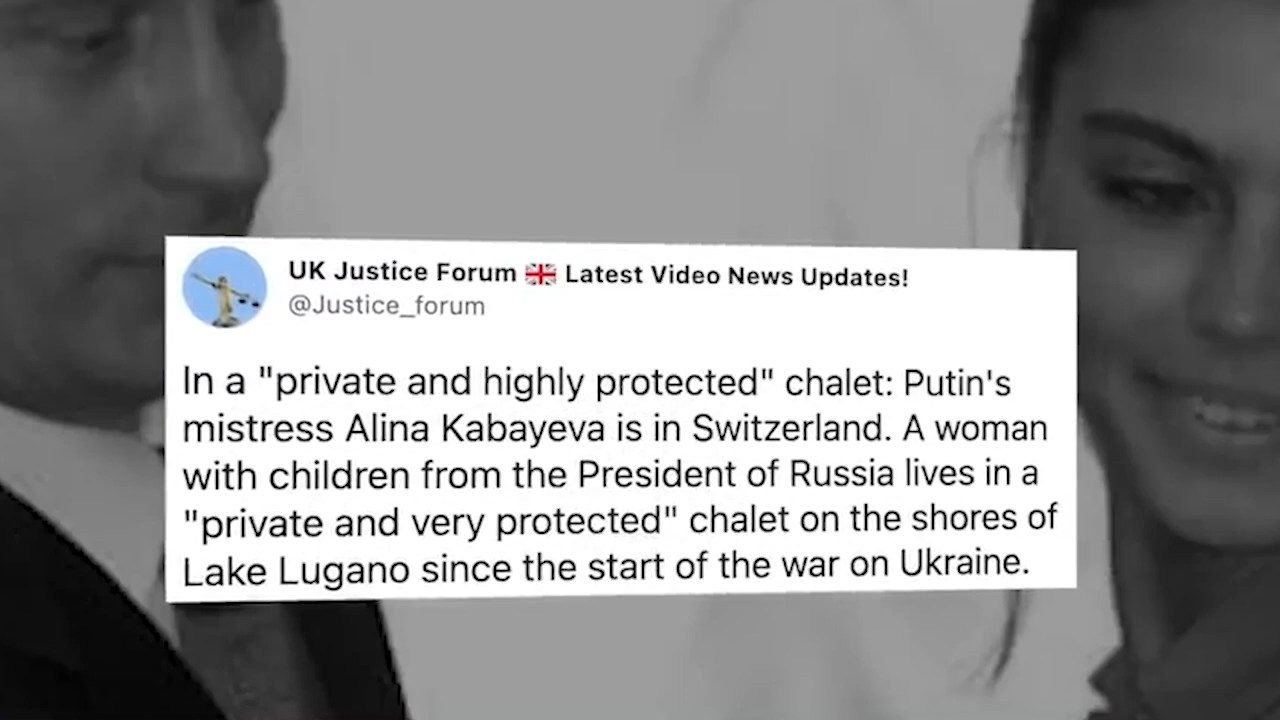 UK Justice Forum 🇬🇧 Latest Video News Updates!
@Justice_forum
In a "private and highly protected" chalet: Putin's
mistress Alina Kabayeva is in Switzerland. A woman
with children from the President of Russia lives in a
"private and very protected" chalet on the shores of
Lake Lugano since the start of the war on Ukraine.